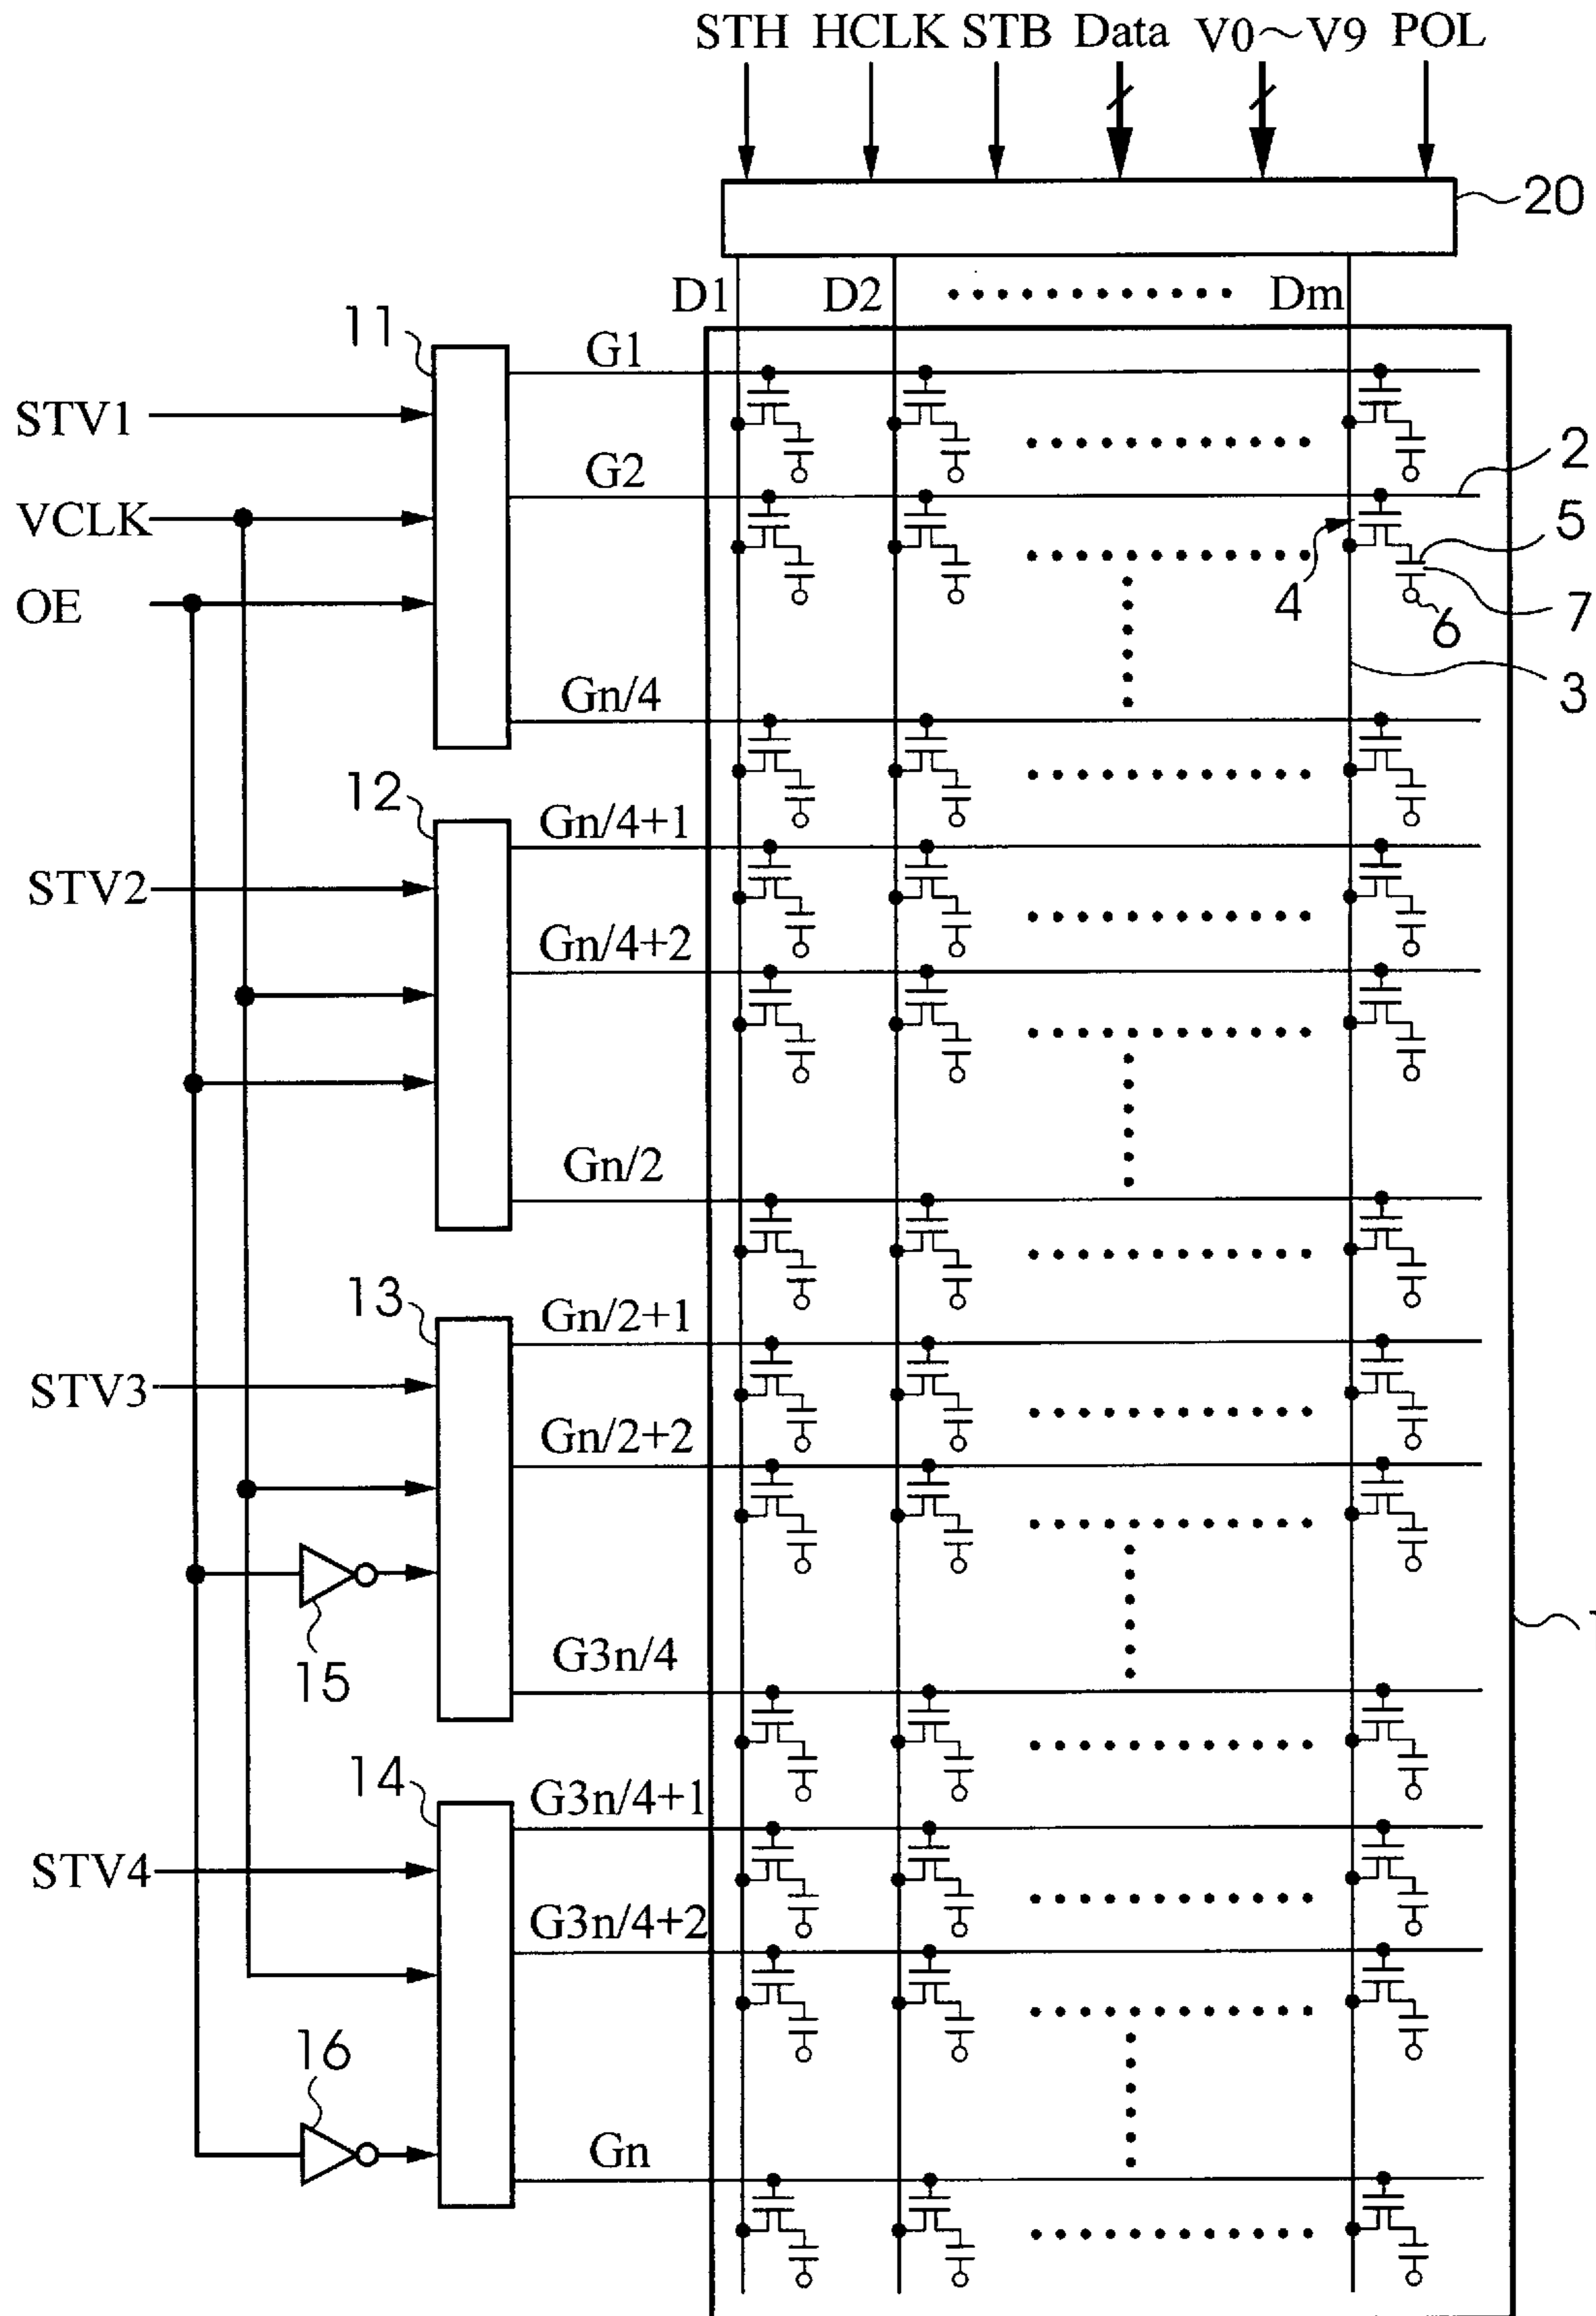 STH HCLK STB Data V0～V9 POL
20
D1 D2 Dm
11
G1
STV1
G2
2
VCLK
5
OE
4
7
6
3
Gn/4
12
Gn/4+1
STV2
Gn/4+2
Gn/2
13
Gn/2+1
STV3
Gn/2+2
15
G3n/4
14
G3n/4+1
STV4
G3n/4+2
16
Gn